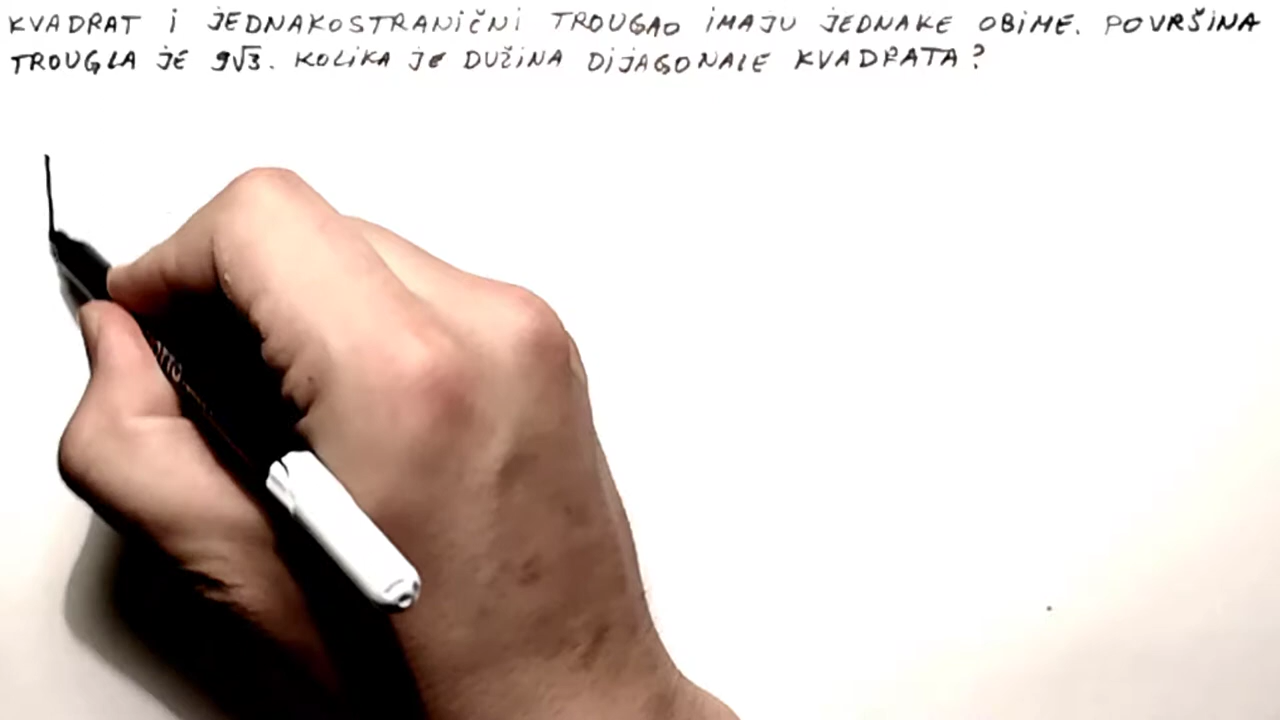 KVADRAT I JEDNAKOSTRANIČNI TROUGAO IMAJU JEDNAKE OBIME. POVRŠINA
TROUGLA JE 9√3. KOLIKA JE DUŽINA DIJAGONALE KVADRATA?